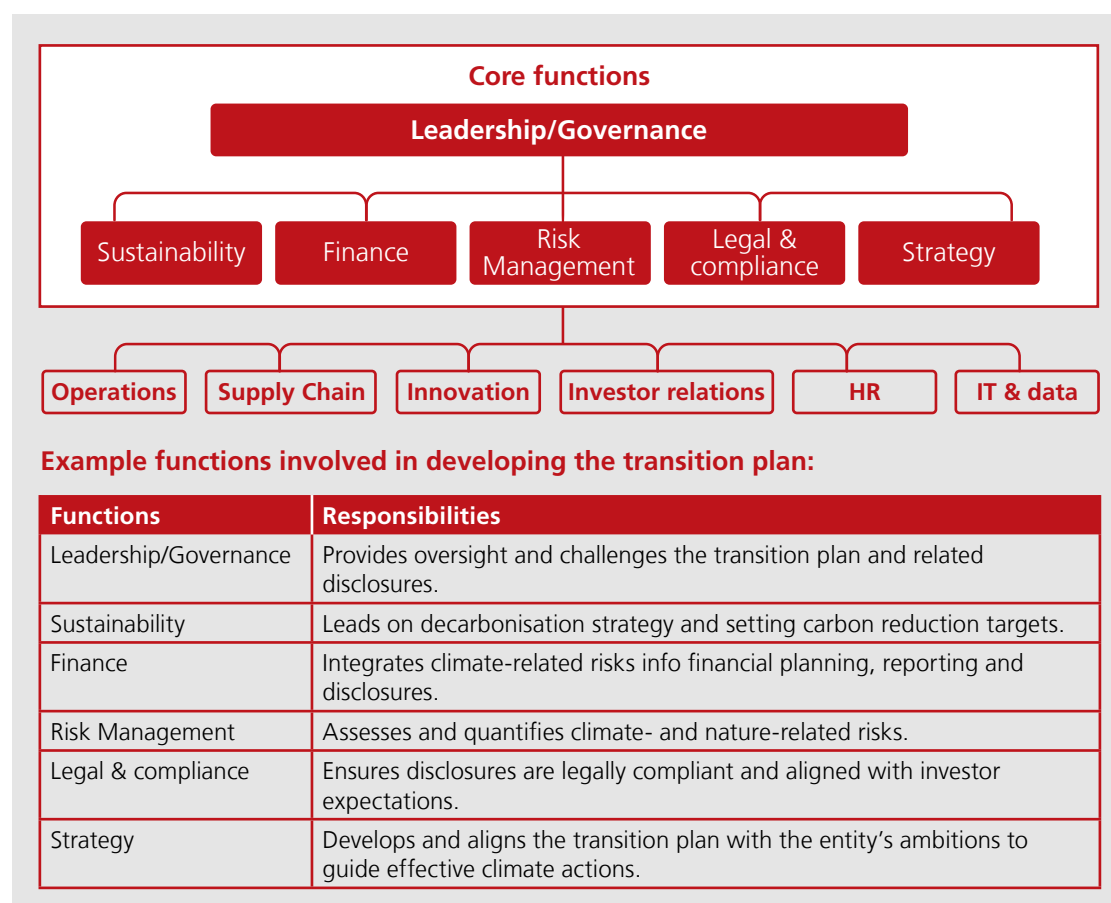 Core functions
Leadership/Governance
Sustainability
Finance
Risk
Management
Legal &
compliance
Strategy
Operations
Supply Chain
Innovation
Investor relations
HR
IT & data
Example functions involved in developing the transition plan:
Functions
Responsibilities
Leadership/Governance
Provides oversight and challenges the transition plan and related
disclosures.
Sustainability
Leads on decarbonisation strategy and setting carbon reduction targets.
Finance
Integrates climate-related risks info financial planning, reporting and
disclosures.
Risk Management
Assesses and quantifies climate- and nature-related risks.
Legal & compliance
Ensures disclosures are legally compliant and aligned with investor
expectations.
Strategy
Develops and aligns the transition plan with the entity’s ambitions to
guide effective climate actions.